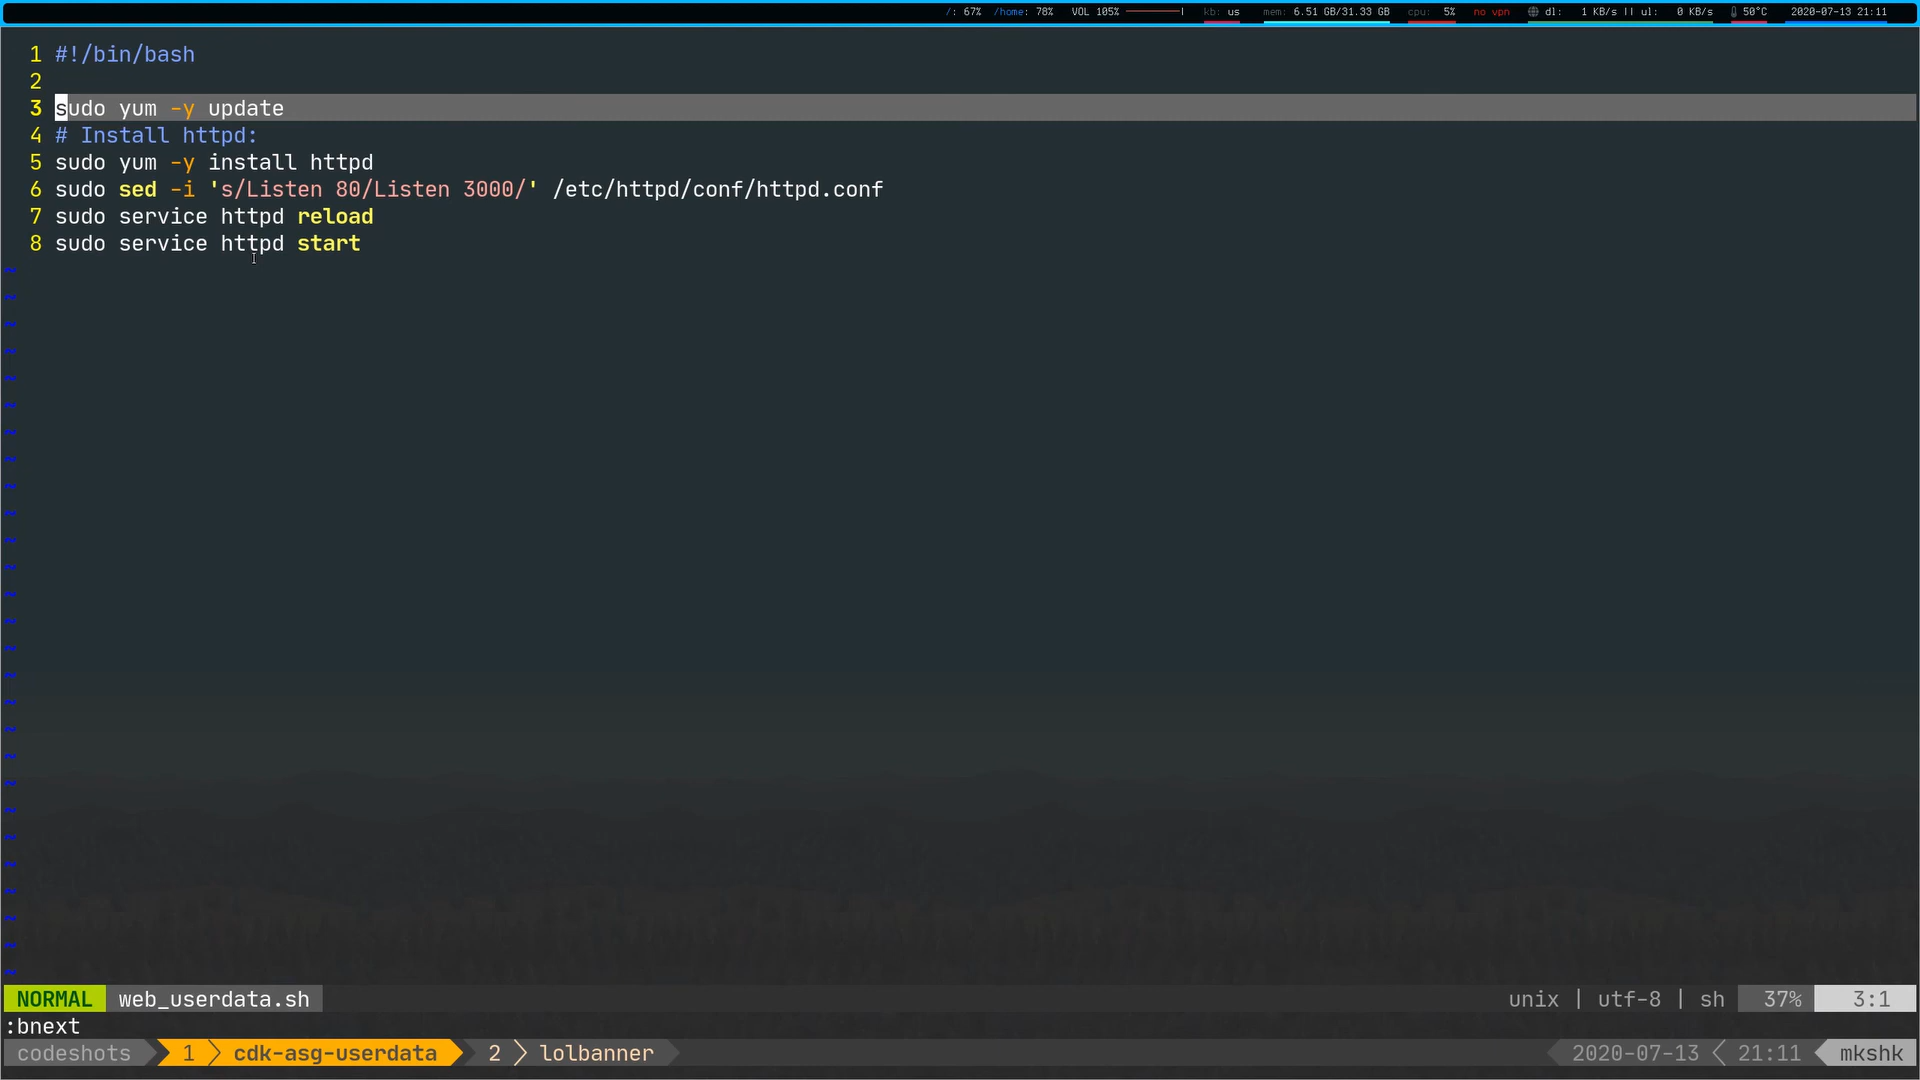 /: 67% /home: 78% VOL 105% kb: us mem: 6.51 GB/31.33 GB cpu: 5% no vpn dl: 1 KB/s || ul: 0 KB/s 50°C 2020-07-13 21:11
1 #!/bin/bash
2
3 sudo yum -y update
4 # Install httpd:
5 sudo yum -y install httpd
6 sudo sed -i 's/Listen 80/Listen 3000/' /etc/httpd/conf/httpd.conf
7 sudo service httpd reload
8 sudo service httpd start
NORMAL web_userdata.sh unix | utf-8 | sh 37% 3:1
:bnext
codeshots 1 cdk-asg-userdata 2 lolbanner 2020-07-13 21:11 mkshk